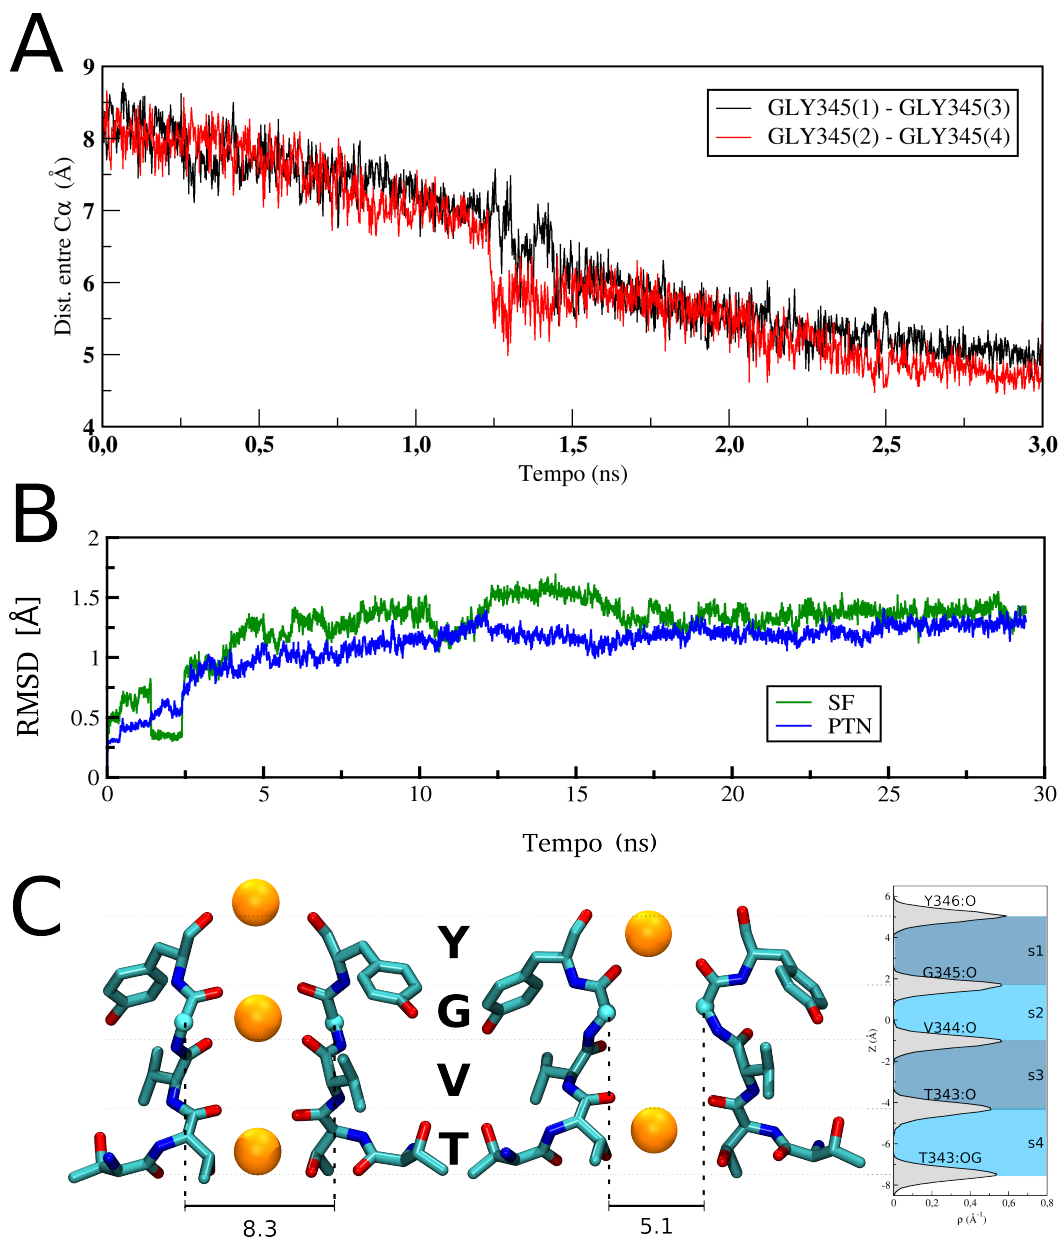 A
9
8
7
6
5
4
Dist. entre Cα (Å)
GLY345(1) - GLY345(3)
GLY345(2) - GLY345(4)
0,0 0,5 1,0 1,5 2,0 2,5 3,0
Tempo (ns)
B
2
1.5
1
0.5
0
RMSD [Å]
SF
PTN
0 5 10 15 20 25 30
Tempo (ns)
C
Y
G
V
T
8.3
5.1
6
4
2
0
-2
-4
-6
-8
Z (Å)
Y346:O
s1
G345:O
s2
V344:O
s3
T343:O
s4
T343:OG
0 0,2 0,4 0,6 0,8
ρ (Å⁻¹)